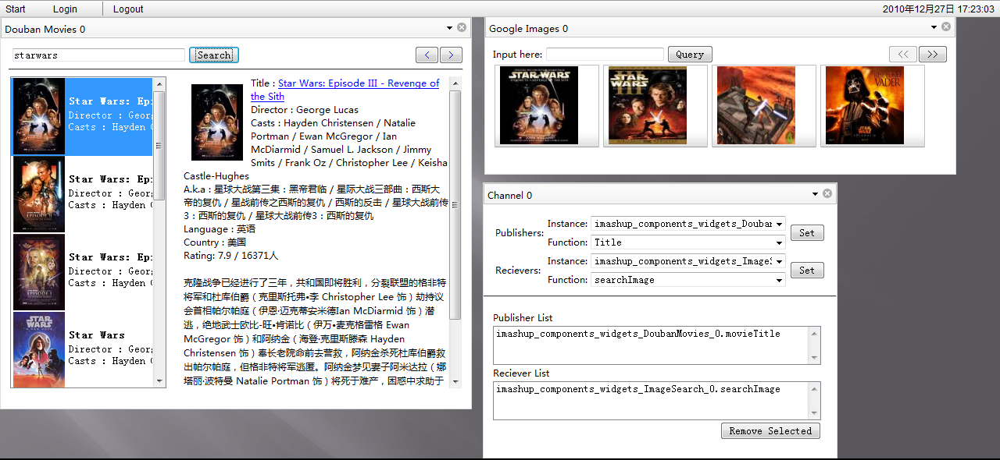 Start Login Logout 2010年12月27日 17:23:03
Douban Movies 0
starwars Search < >
Star Wars: Epi
Director : Georg
Casts : Hayden C
Star Wars: Epi
Director : Georg
Casts : Hayden C
Star Wars: Epi
Director : Georg
Casts : Hayden C
Star Wars
Director : Georg
Casts : Hayden C
Title : Star Wars: Episode III - Revenge of
the Sith
Director : George Lucas
Casts : Hayden Christensen / Natalie
Portman / Ewan McGregor / Ian
McDiarmid / Samuel L. Jackson / Jimmy
Smits / Frank Oz / Christopher Lee / Keisha
Castle-Hughes
A.k.a : 星球大战第三集：黑帝君临 / 星际大战三部曲：西斯大
帝的复仇 / 星战前传之西斯的复仇 / 西斯的反击 / 星球大战前传
3：西斯的复仇 / 星球大战前传3：西斯的复仇
Language : 英语
Country : 美国
Rating: 7.9 / 16371人
克隆战争已经进行了三年，共和国即将胜利，分裂联盟的格非特
将军和杜库伯爵（克里斯托弗•李 Christopher Lee 饰）劫持议
会首相帕尔帕庭（伊恩·迈克蒂安米德Ian McDiarmid 饰）潜
逃，绝地武士欧比-旺•肯诺比（伊万•麦克格雷格 Ewan
McGregor 饰）和阿纳金（海登·克里斯滕森 Hayden
Christensen 饰）奉长老院命前去营救，阿纳金杀死杜库伯爵救
出帕尔帕庭，但格非特将军逃匿。阿纳金梦见妻子阿米达拉（娜
塔丽·波特曼 Natalie Portman 饰）将死于难产，困惑中求助于
Google Images 0
Input here: Query << >>
STAR WARS
STAR WARS
III
VADER
STAR WARS
Channel 0
Publishers:
Instance: imashup_components_widgets_Douban
Function: Title
Set
Recievers:
Instance: imashup_components_widgets_ImageS
Function: searchImage
Set
Publisher List
imashup_components_widgets_DoubanMovies_0.movieTitle
Reciever List
imashup_components_widgets_ImageSearch_0.searchImage
Remove Selected